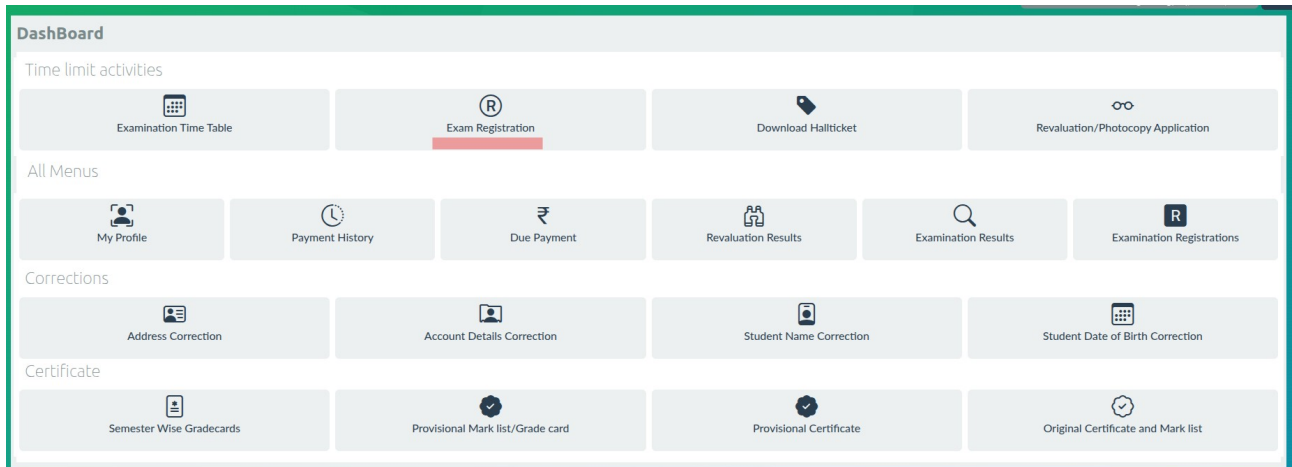 DashBoard
Time limit activities
Examination Time Table
R
Exam Registration
Download Hallticket
Revaluation/Photocopy Application
All Menus
My Profile
Payment History
₹
Due Payment
Revaluation Results
Examination Results
R
Examination Registrations
Corrections
Address Correction
Account Details Correction
Student Name Correction
Student Date of Birth Correction
Certificate
Semester Wise Gradecards
Provisional Mark list/Grade card
Provisional Certificate
Original Certificate and Mark list